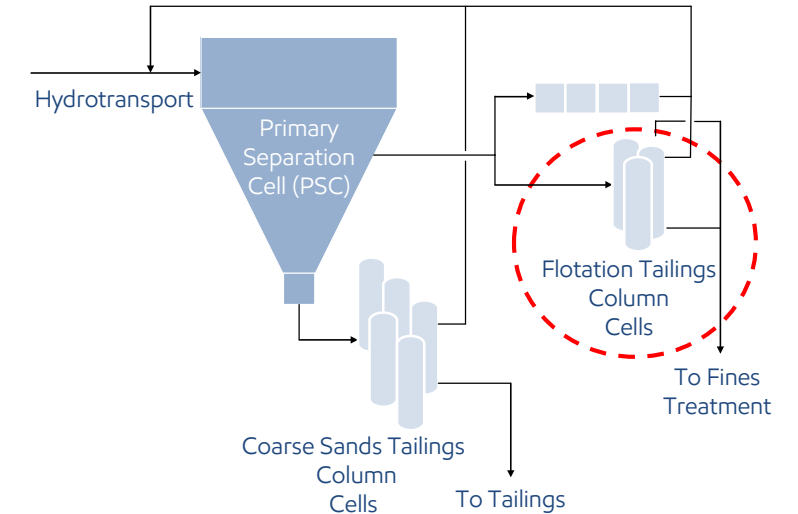 Hydrotransport
Primary
Separation
Cell (PSC)
Flotation Tailings
Column
Cells
To Fines
Treatment
Coarse Sands Tailings
Column
Cells
To Tailings